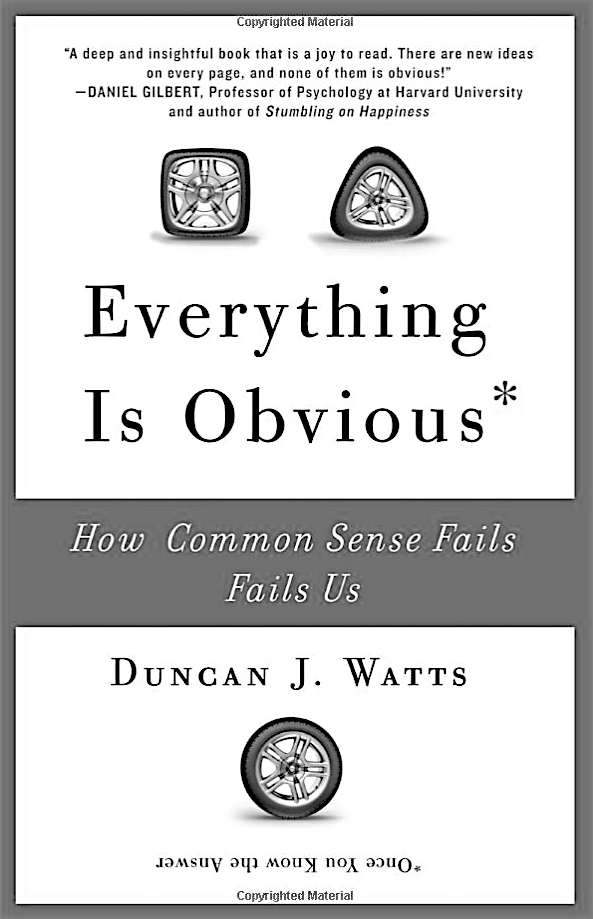 Copyrighted Material
“A deep and insightful book that is a joy to read. There are new ideas
on every page, and none of them is obvious!”
—DANIEL GILBERT, Professor of Psychology at Harvard University
and author of Stumbling on Happiness
Everything
Is Obvious*
How Common Sense Fails
Fails Us
DUNCAN J. WATTS
*Once You Know the Answer
Copyrighted Material